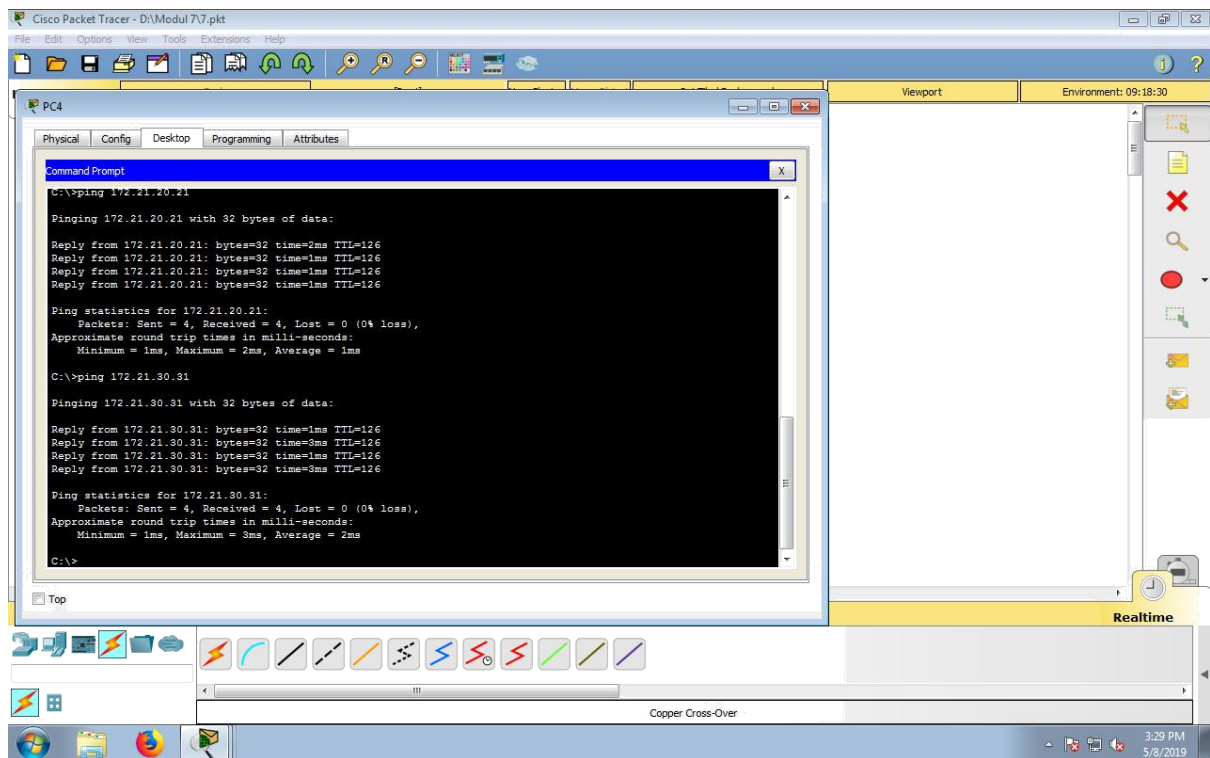 Cisco Packet Tracer - D:\Modul 7\7.pkt
File Edit Options View Tools Extensions Help
Viewport
Environment: 09:18:30
PC4
Physical Config Desktop Programming Attributes
Command Prompt
X
C:\>ping 172.21.20.21
Pinging 172.21.20.21 with 32 bytes of data:
Reply from 172.21.20.21: bytes=32 time=2ms TTL=126
Reply from 172.21.20.21: bytes=32 time=1ms TTL=126
Reply from 172.21.20.21: bytes=32 time=1ms TTL=126
Reply from 172.21.20.21: bytes=32 time=1ms TTL=126
Ping statistics for 172.21.20.21:
Packets: Sent = 4, Received = 4, Lost = 0 (0% loss),
Approximate round trip times in milli-seconds:
Minimum = 1ms, Maximum = 2ms, Average = 1ms
C:\>ping 172.21.30.31
Pinging 172.21.30.31 with 32 bytes of data:
Reply from 172.21.30.31: bytes=32 time=1ms TTL=126
Reply from 172.21.30.31: bytes=32 time=3ms TTL=126
Reply from 172.21.30.31: bytes=32 time=1ms TTL=126
Reply from 172.21.30.31: bytes=32 time=3ms TTL=126
Ping statistics for 172.21.30.31:
Packets: Sent = 4, Received = 4, Lost = 0 (0% loss),
Approximate round trip times in milli-seconds:
Minimum = 1ms, Maximum = 3ms, Average = 2ms
C:\>
Top
Realtime
Copper Cross-Over
3:29 PM
5/8/2019